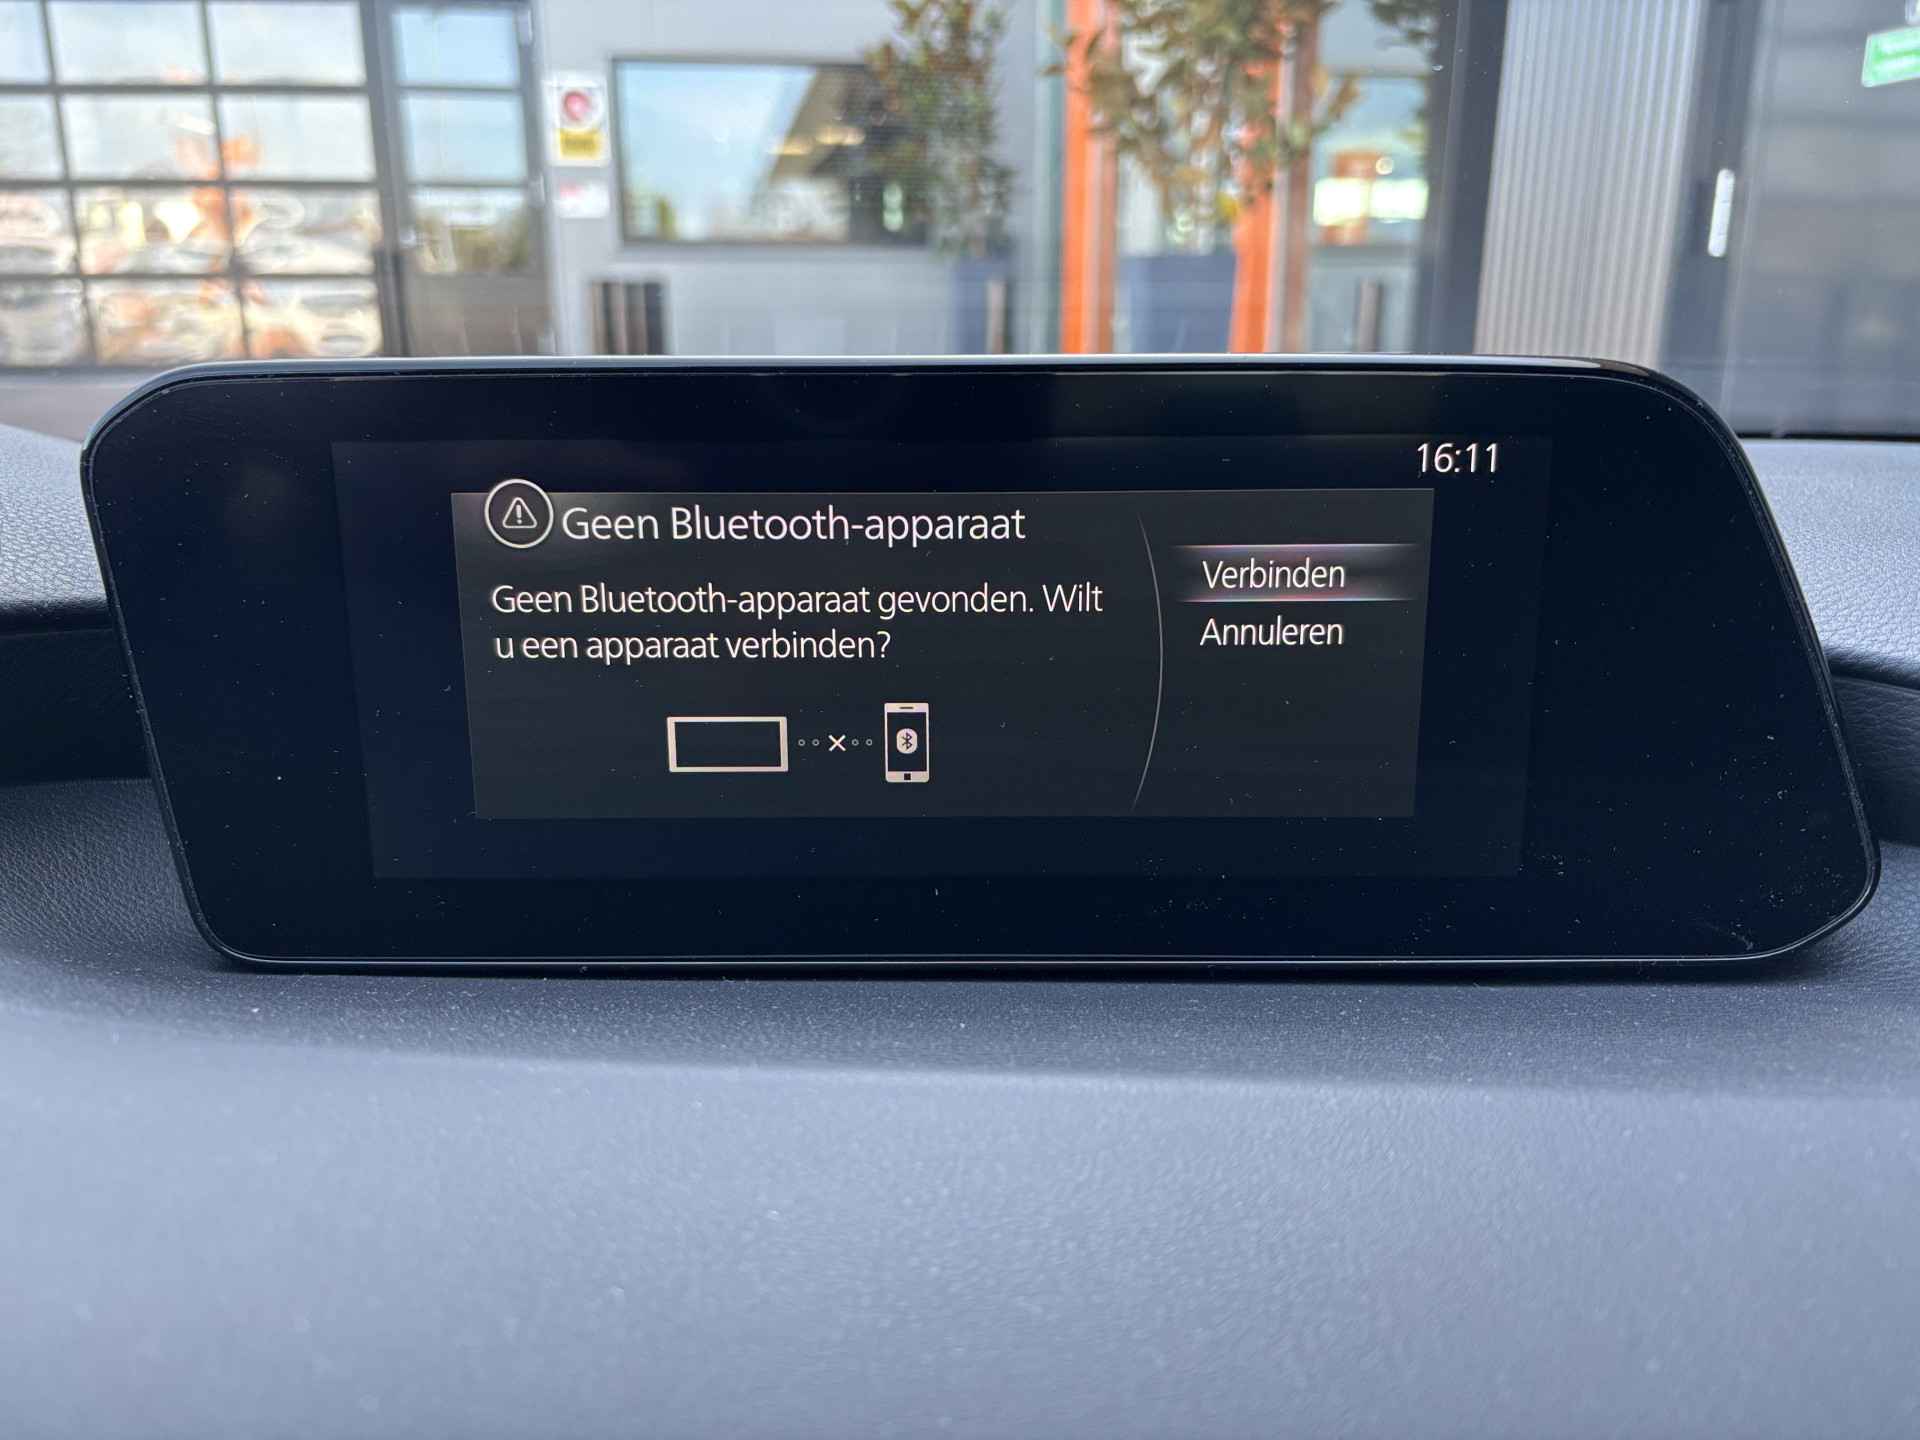 16:11
Geen Bluetooth-apparaat
Geen Bluetooth-apparaat gevonden. Wilt
u een apparaat verbinden?
Verbinden
Annuleren